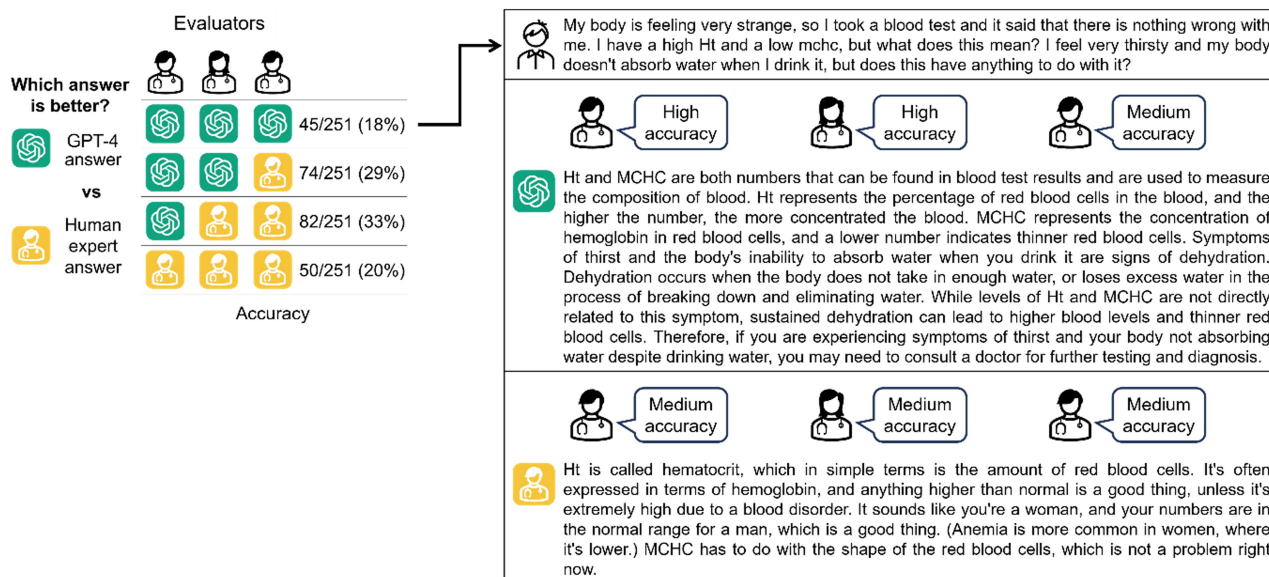 Evaluators
Which answer
is better?
GPT-4
answer
vs
Human
expert
answer
45/251 (18%)
74/251 (29%)
82/251 (33%)
50/251 (20%)
Accuracy
My body is feeling very strange, so I took a blood test and it said that there is nothing wrong with
me. I have a high Ht and a low mchc, but what does this mean? I feel very thirsty and my body
doesn't absorb water when I drink it, but does this have anything to do with it?
High
accuracy
High
accuracy
Medium
accuracy
Ht and MCHC are both numbers that can be found in blood test results and are used to measure
the composition of blood. Ht represents the percentage of red blood cells in the blood, and the
higher the number, the more concentrated the blood. MCHC represents the concentration of
hemoglobin in red blood cells, and a lower number indicates thinner red blood cells. Symptoms
of thirst and the body's inability to absorb water when you drink it are signs of dehydration.
Dehydration occurs when the body does not take in enough water, or loses excess water in the
process of breaking down and eliminating water. While levels of Ht and MCHC are not directly
related to this symptom, sustained dehydration can lead to higher blood levels and thinner red
blood cells. Therefore, if you are experiencing symptoms of thirst and your body not absorbing
water despite drinking water, you may need to consult a doctor for further testing and diagnosis.
Medium
accuracy
Medium
accuracy
Medium
accuracy
Ht is called hematocrit, which in simple terms is the amount of red blood cells. It's often
expressed in terms of hemoglobin, and anything higher than normal is a good thing, unless it's
extremely high due to a blood disorder. It sounds like you're a woman, and your numbers are in
the normal range for a man, which is a good thing. (Anemia is more common in women, where
it's lower.) MCHC has to do with the shape of the red blood cells, which is not a problem right
now.